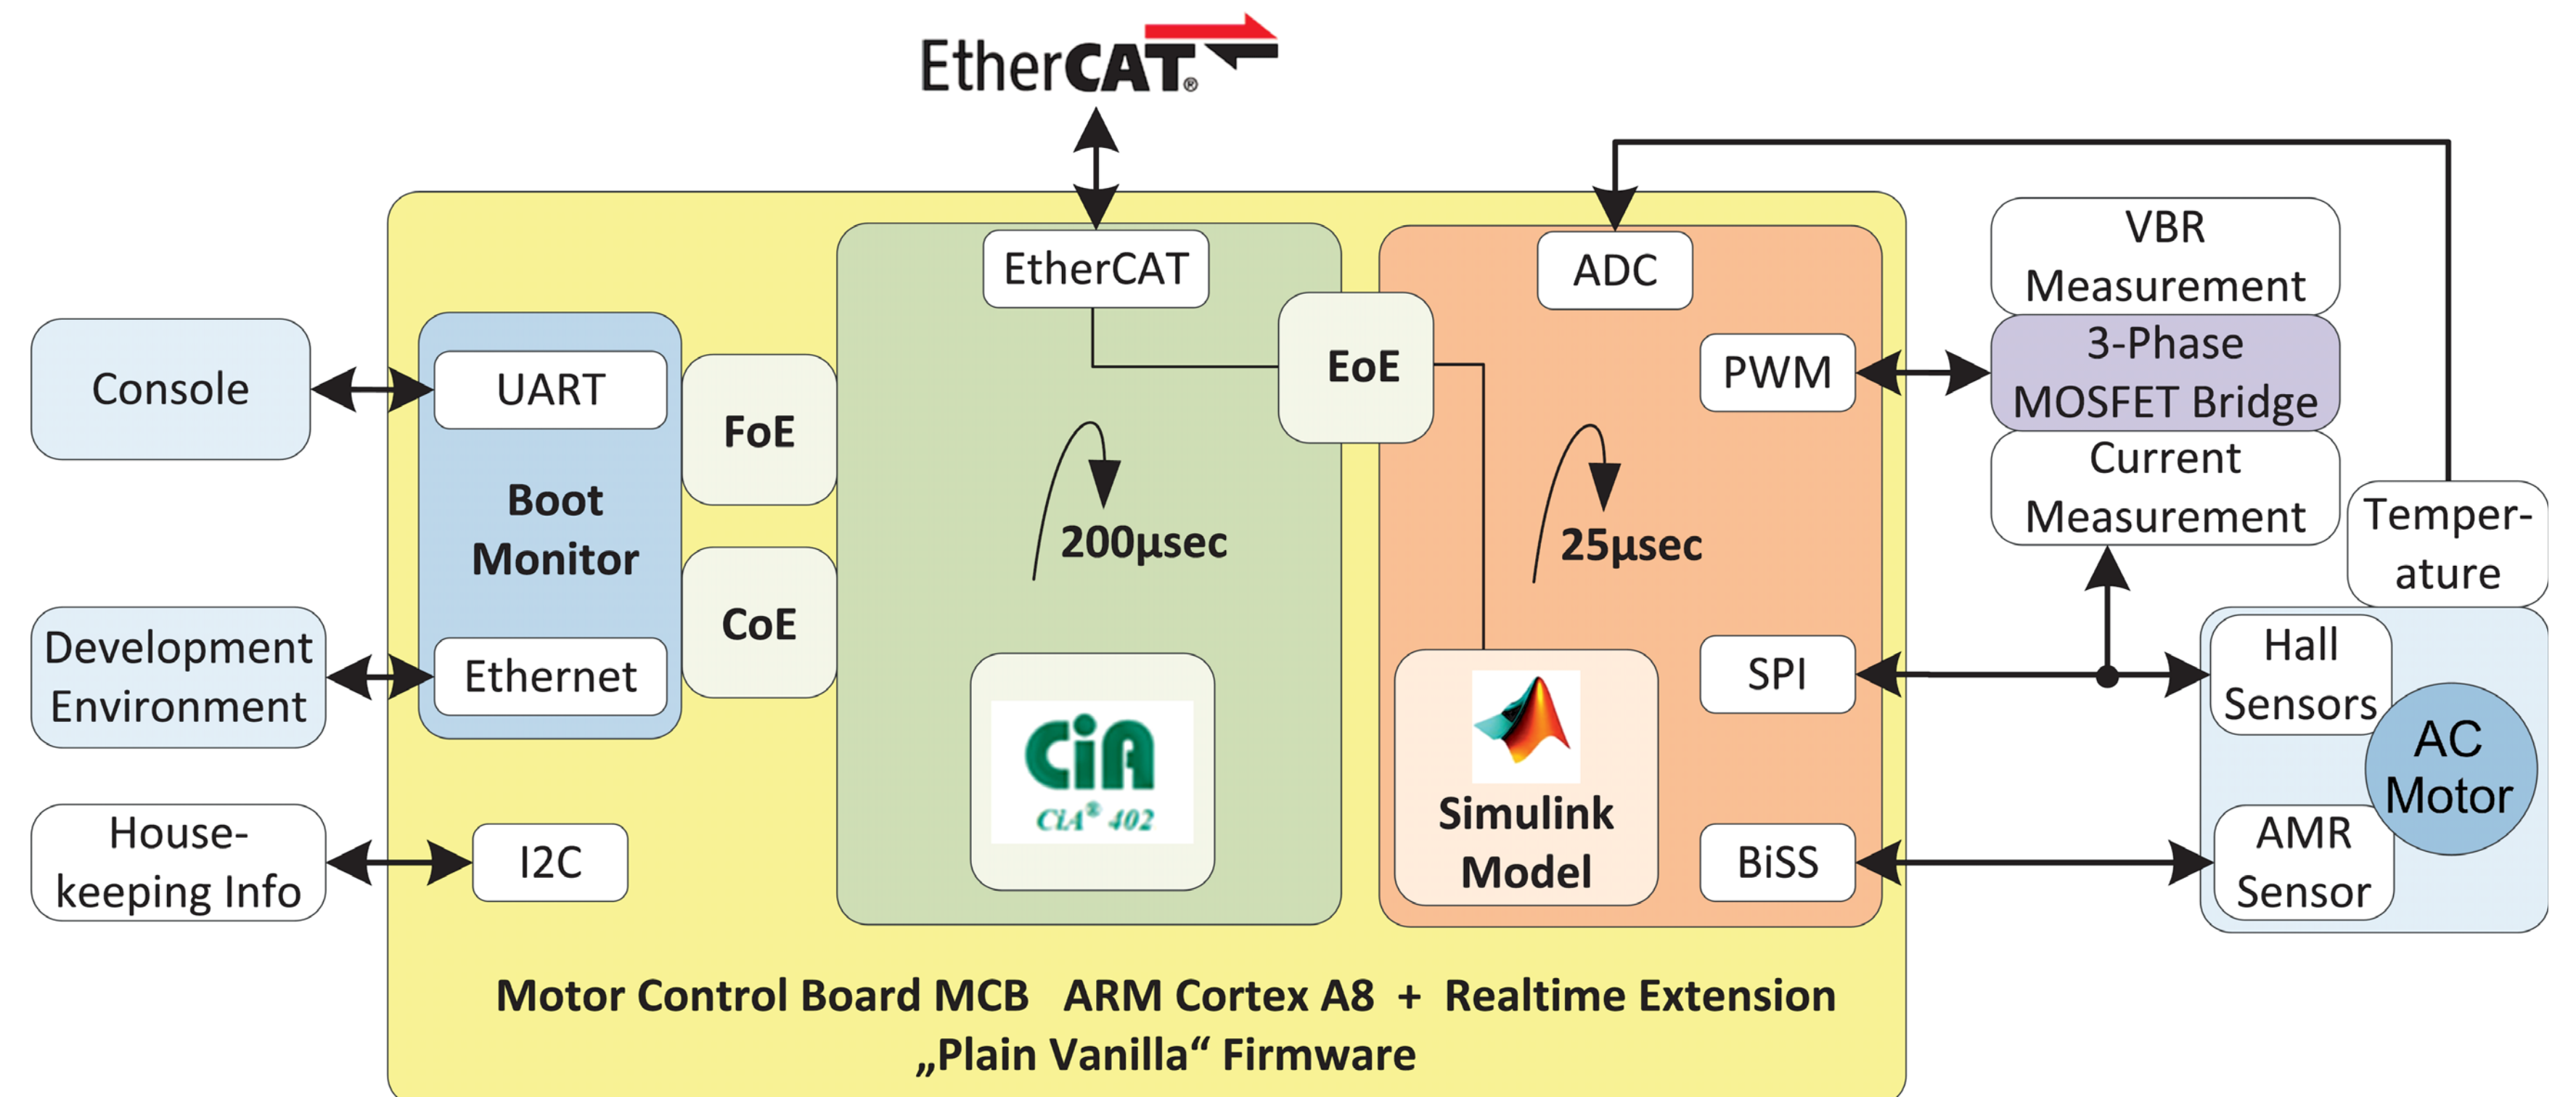 EtherCAT®
EtherCAT
ADC
VBR
Measurement
3-Phase
MOSFET Bridge
Current
Measurement
Temper-
ature
Console
UART
FoE
EoE
PWM
Boot
Monitor
200µsec
25µsec
CoE
Development
Environment
Ethernet
SPI
Hall
Sensors
AC
Motor
CiA
CiA® 402
Simulink
Model
House-
keeping Info
I2C
BiSS
AMR
Sensor
Motor Control Board MCB ARM Cortex A8 + Realtime Extension
„Plain Vanilla“ Firmware